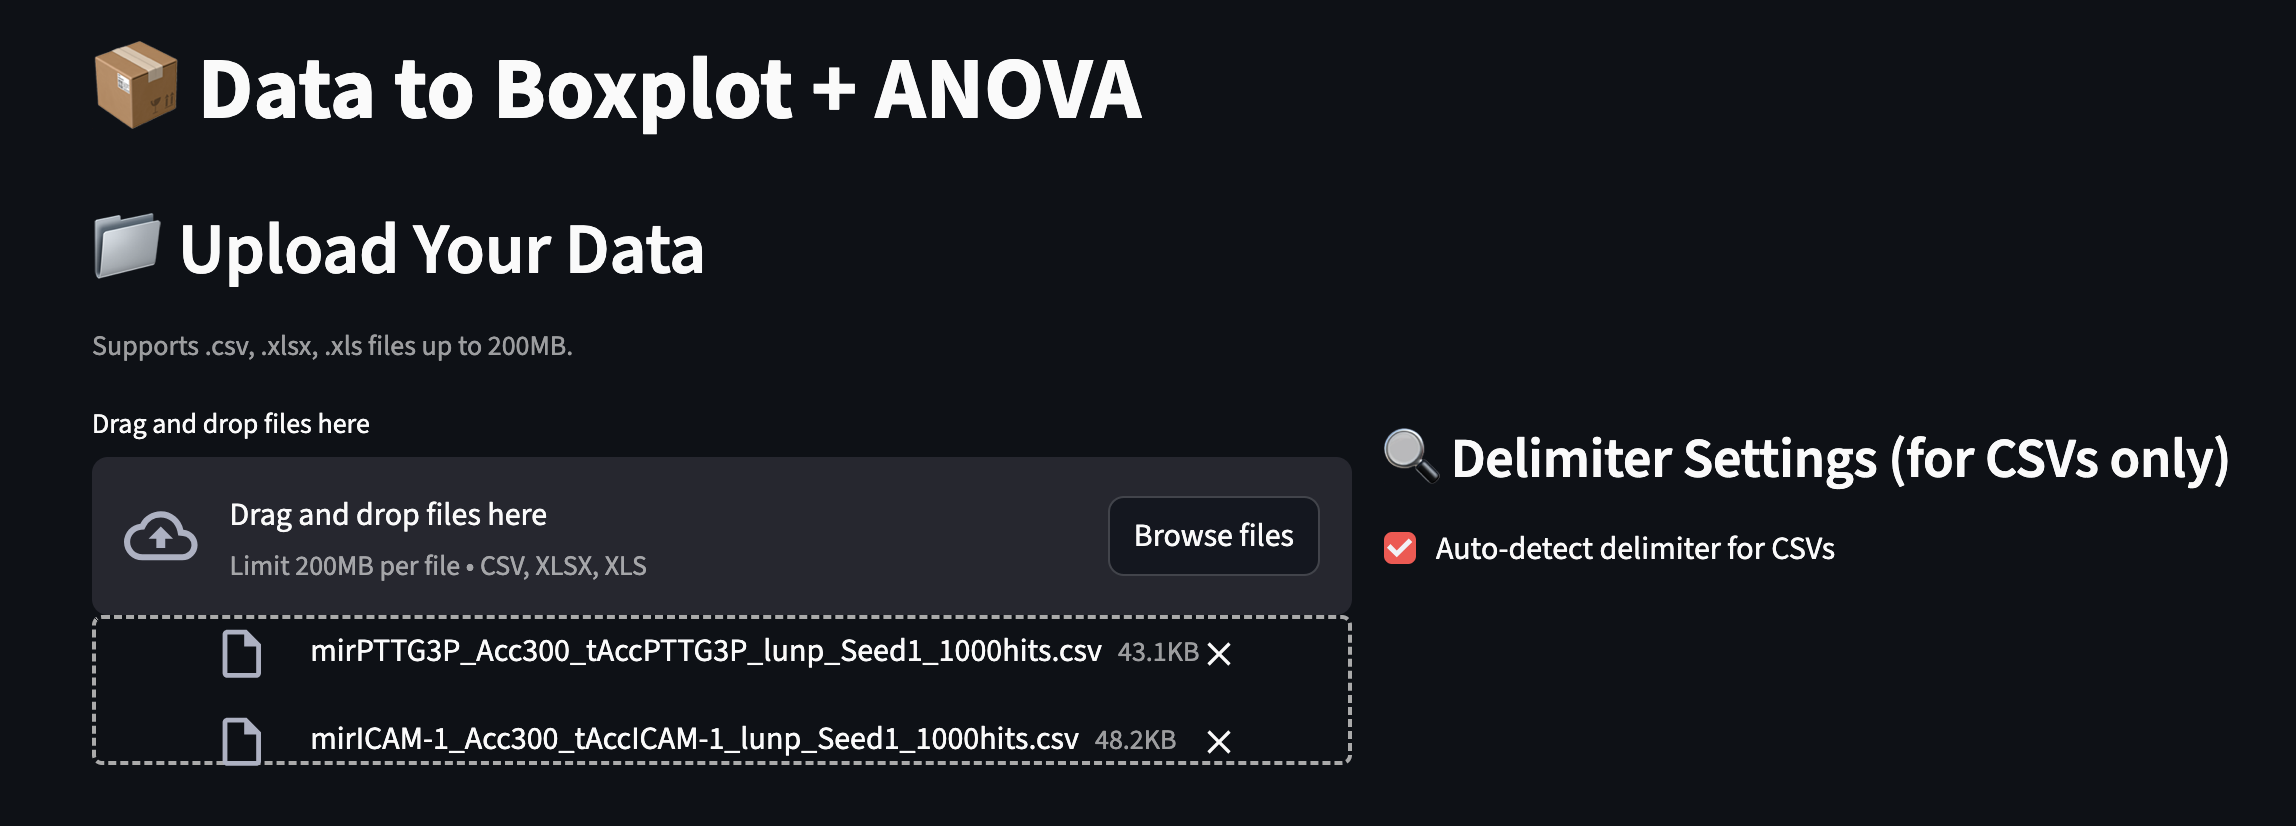 Data to Boxplot + ANOVA
Upload Your Data
Supports .csv, .xlsx, .xls files up to 200MB.
Drag and drop files here
Drag and drop files here
Limit 200MB per file • CSV, XLSX, XLS
Browse files
mirPTTG3P_Acc300_tAccPTTG3P_lunp_Seed1_1000hits.csv 43.1KB
mirICAM-1_Acc300_tAccICAM-1_lunp_Seed1_1000hits.csv 48.2KB
Delimiter Settings (for CSVs only)
Auto-detect delimiter for CSVs